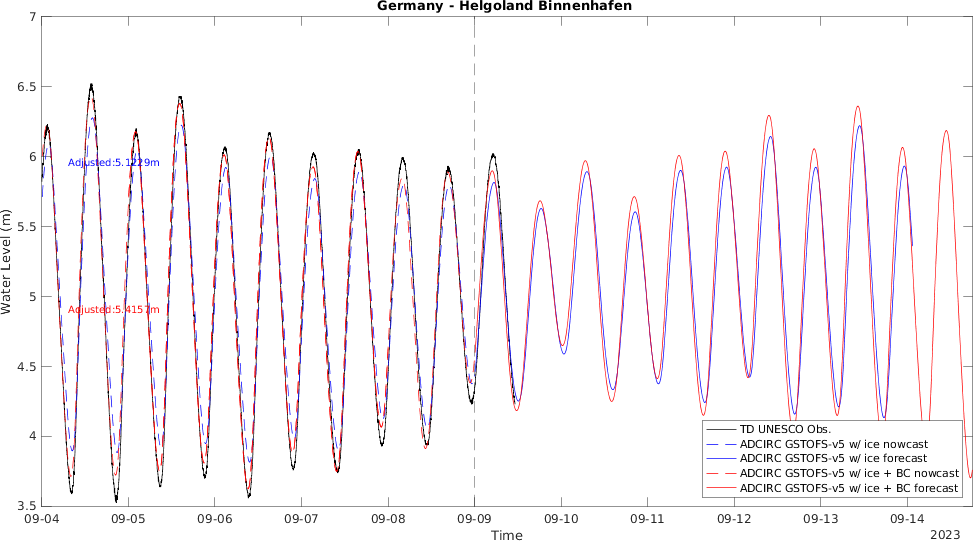 Germany - Helgoland Binnenhafen
7
6.5
6
5.5
5
4.5
4
3.5
Water Level (m)
Adjusted:5.1229m
Adjusted:5.4157m
TD UNESCO Obs.
ADCIRC GSTOFS-v5 w/ ice nowcast
ADCIRC GSTOFS-v5 w/ ice forecast
ADCIRC GSTOFS-v5 w/ ice + BC nowcast
ADCIRC GSTOFS-v5 w/ ice + BC forecast
09-04 09-05 09-06 09-07 09-08 09-09 09-10 09-11 09-12 09-13 09-14
Time
2023